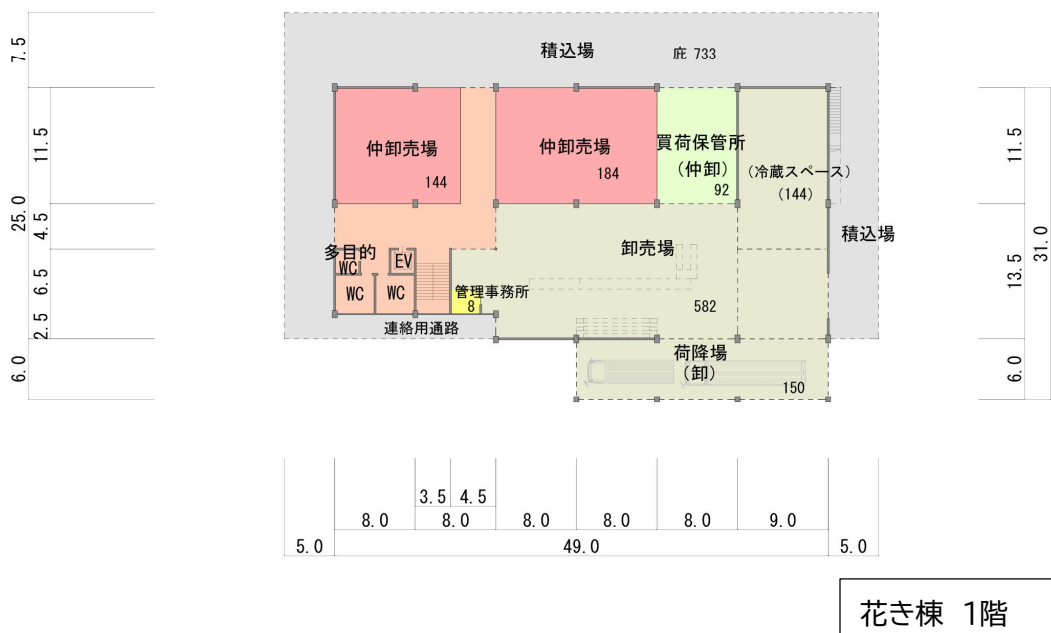 積込場
庇 733
仲卸売場
144
仲卸売場
184
買荷保管所
(仲卸)
92
(冷蔵スペース)
(144)
積込場
多目的
WC
EV
WC
WC
管理事務所
8
卸売場
582
連絡用通路
荷降場
(卸)
150
7.5
11.5
25.0
4.5
6.5
2.5
6.0
11.5
31.0
13.5
6.0
3.5 4.5
8.0 8.0 8.0 8.0 8.0 9.0
5.0 49.0 5.0
花き棟 1階